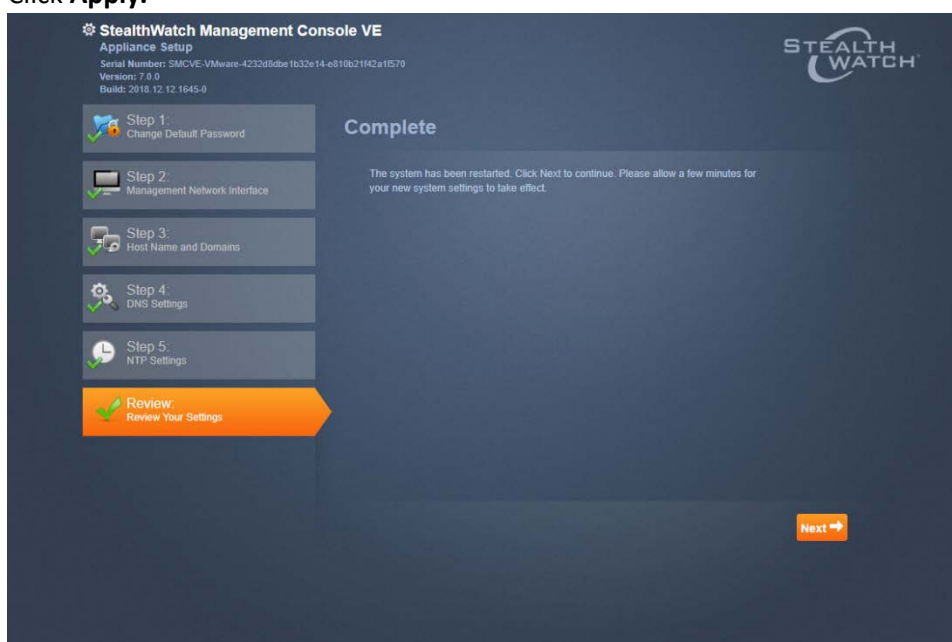 Click Apply.
StealthWatch Management Console VE
Appliance Setup
Serial Number: SMCVE-VMware-4232d8dbe1b32e14-e810b21f42a1f570
Version: 7.0.0
Build: 2018.12.12.1645-0
STEALTH
WATCH
Step 1:
Change Default Password
Step 2:
Management Network Interface
Step 3:
Host Name and Domains
Step 4:
DNS Settings
Step 5:
NTP Settings
Review:
Review Your Settings
Complete
The system has been restarted. Click Next to continue. Please allow a few minutes for
your new system settings to take effect.
Next